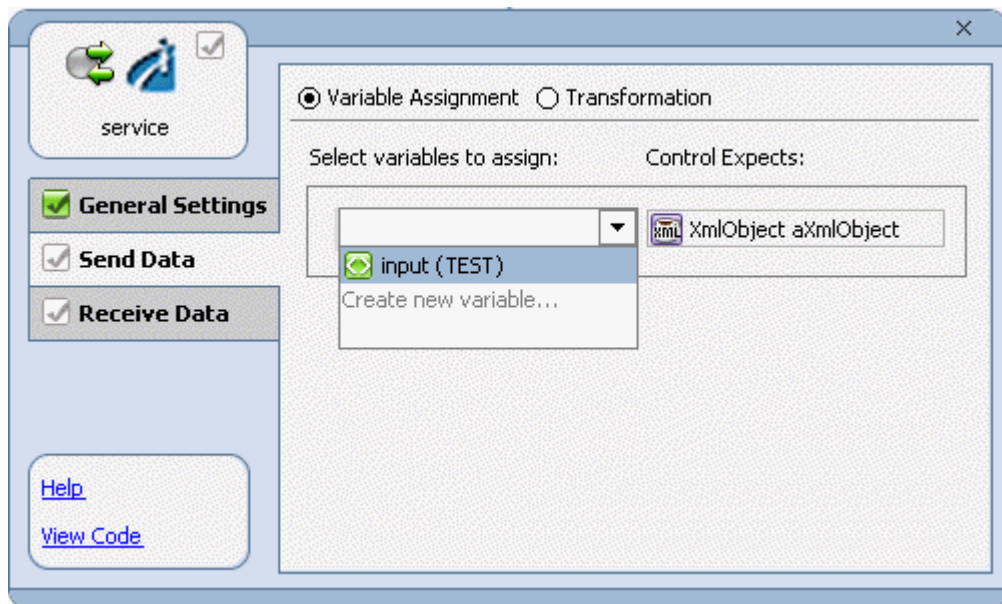 service
General Settings
Send Data
Receive Data
Help
View Code
Variable Assignment Transformation
Select variables to assign: Control Expects:
XmlObject aXmlObject
input (TEST)
Create new variable...